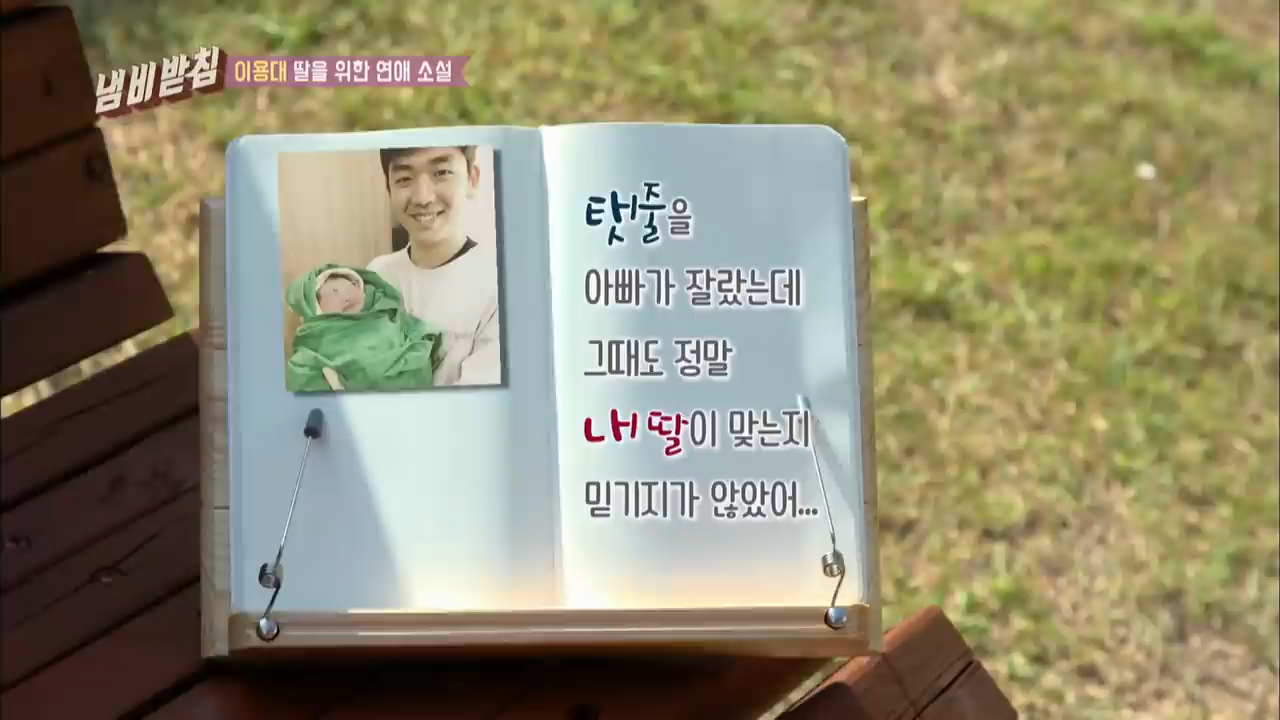 냄비받침
이용대 딸을 위한 연애 소설
탯줄을
아빠가 잘랐는데
그때도 정말
내 딸이 맞는지
믿기지가 않았어...